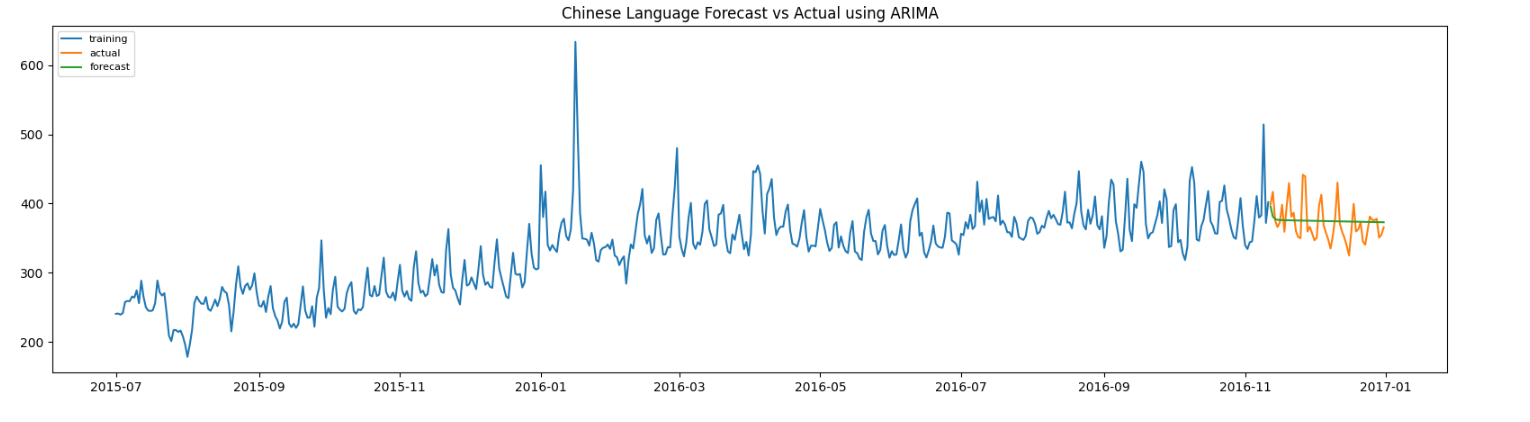 Chinese Language Forecast vs Actual using ARIMA
training
actual
forecast
600
500
400
300
200
2015-07 2015-09 2015-11 2016-01 2016-03 2016-05 2016-07 2016-09 2016-11 2017-01